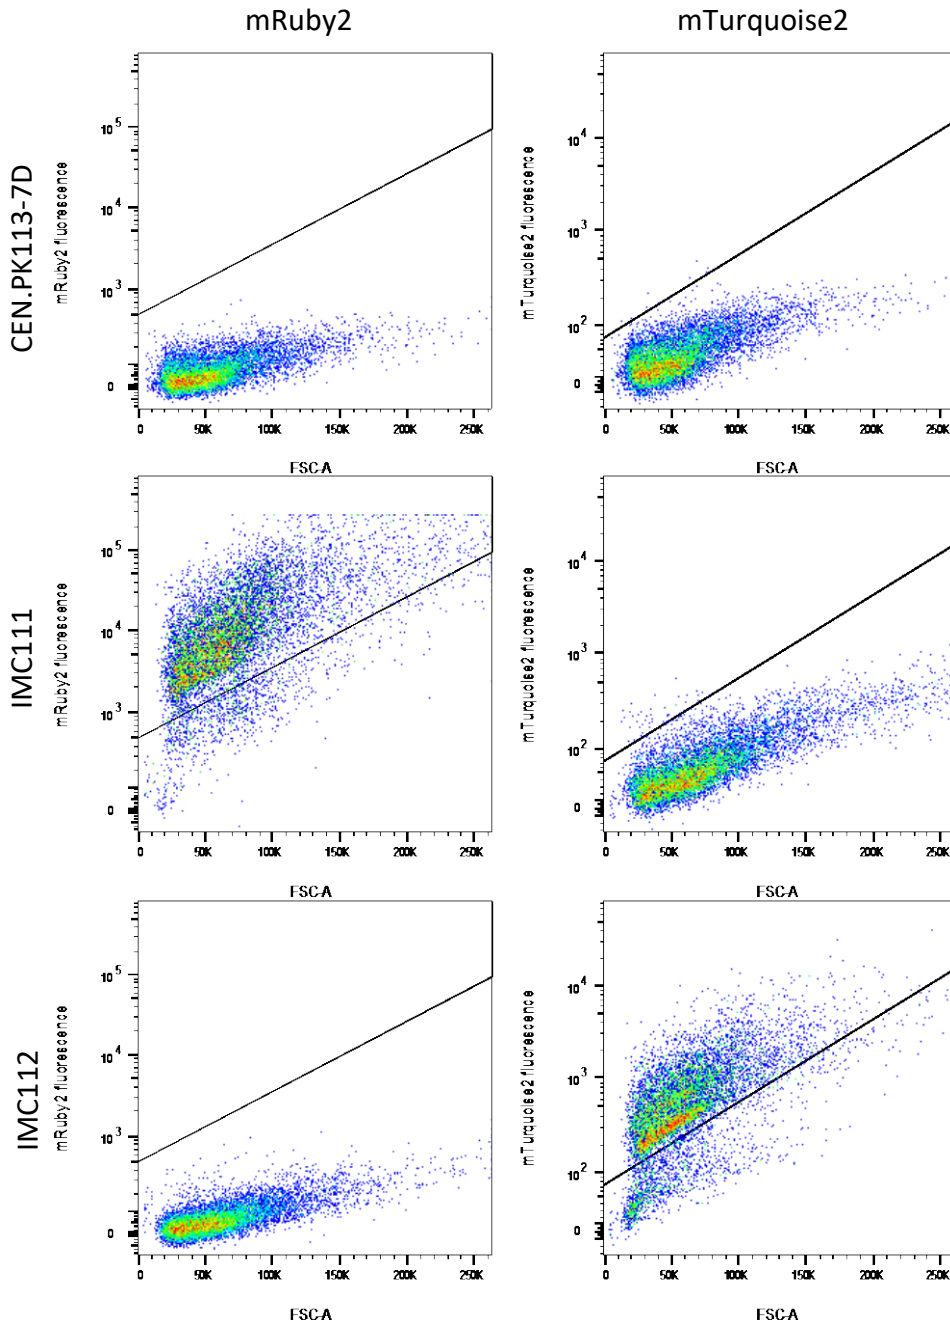 mRuby2 mTurquoise2
CEN.PK113-7D
mRuby2 fluorescence
10^5
10^4
10^3
0
0 50K 100K 150K 200K 250K
FSC-A
mTurquoise2 fluorescence
10^4
10^3
10^2
0
0 50K 100K 150K 200K 250K
FSC-A
IMC111
mRuby2 fluorescence
10^5
10^4
10^3
0
0 50K 100K 150K 200K 250K
FSC-A
mTurquoise2 fluorescence
10^4
10^3
10^2
0
0 50K 100K 150K 200K 250K
FSC-A
IMC112
mRuby2 fluorescence
10^5
10^4
10^3
0
0 50K 100K 150K 200K 250K
FSC-A
mTurquoise2 fluorescence
10^4
10^3
10^2
0
0 50K 100K 150K 200K 250K
FSC-A